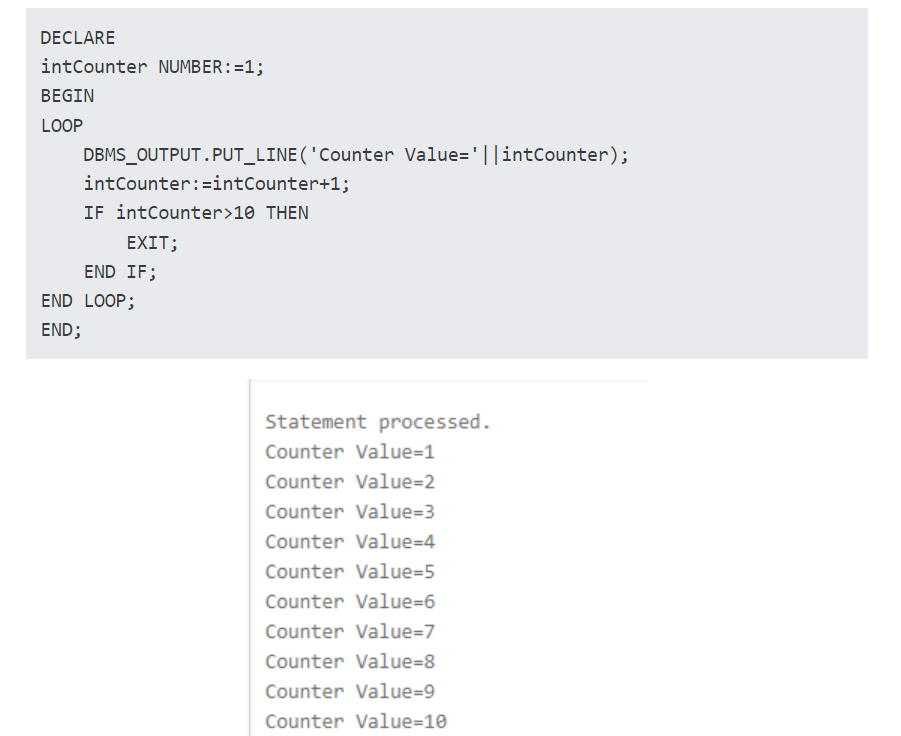 DECLARE
intCounter NUMBER:=1;
BEGIN
LOOP
    DBMS_OUTPUT.PUT_LINE('Counter Value='||intCounter);
    intCounter:=intCounter+1;
    IF intCounter>10 THEN
        EXIT;
    END IF;
END LOOP;
END;
Statement processed.
Counter Value=1
Counter Value=2
Counter Value=3
Counter Value=4
Counter Value=5
Counter Value=6
Counter Value=7
Counter Value=8
Counter Value=9
Counter Value=10